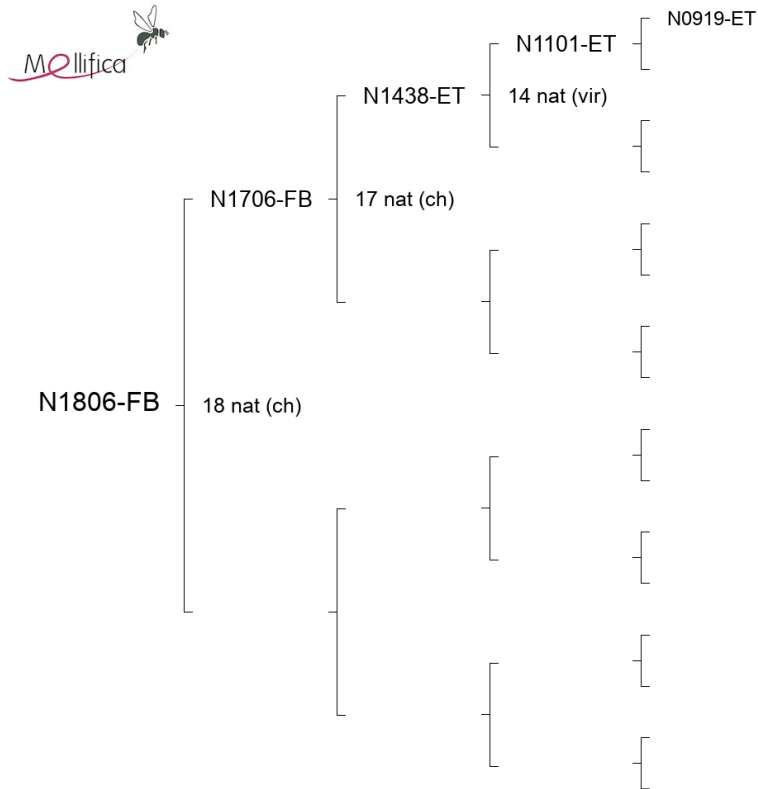 Mellifica
N0919-ET
N1101-ET
N1438-ET
14 nat (vir)
N1706-FB
17 nat (ch)
N1806-FB
18 nat (ch)